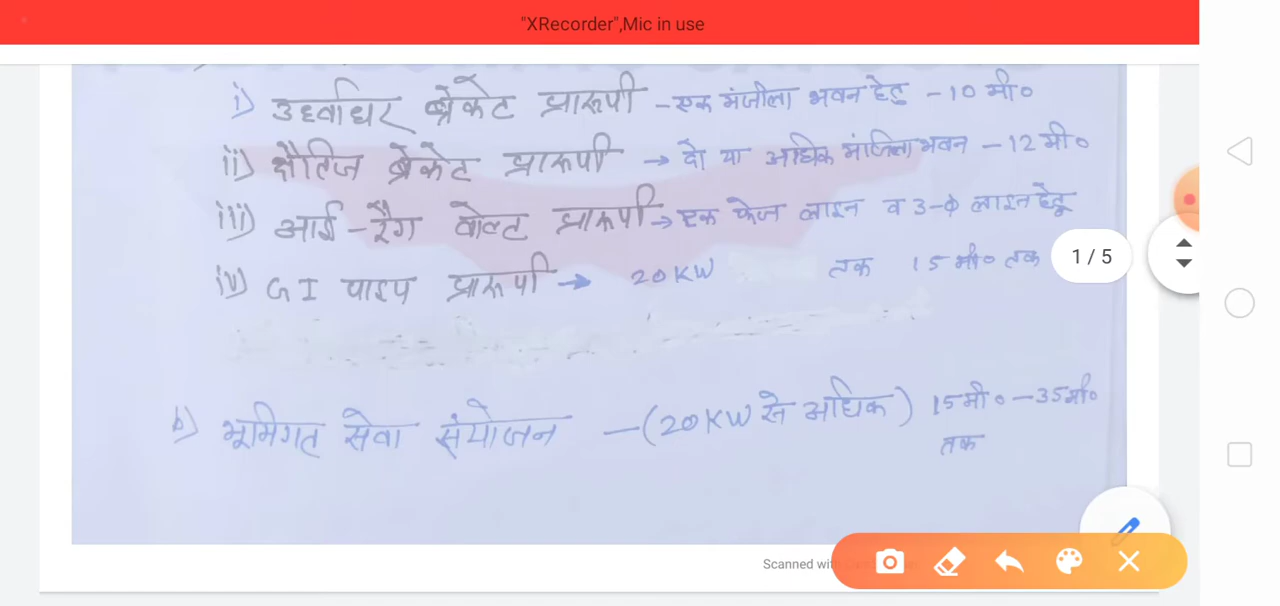 "XRecorder",Mic in use
i) उर्ध्वाधर ब्रेकेट प्रारूपी - एक मंजीला भवन हेतु - 10 मी०
ii) क्षैतिज ब्रेकेट प्रारूपी → दो या अधिक मंजिला भवन - 12 मी०
iii) आई - रैग वोल्ट प्रारूपी → एक फेज लाइन व 3-Φ लाइन हेतू
iv) GI पाइप प्रारूपी → 20 KW तक 15 मी० तक
1 / 5
b) भूमिगत सेवा संयोजन - (20 KW से अधिक) 15 मी० - 35 मी०
तक
Scanned